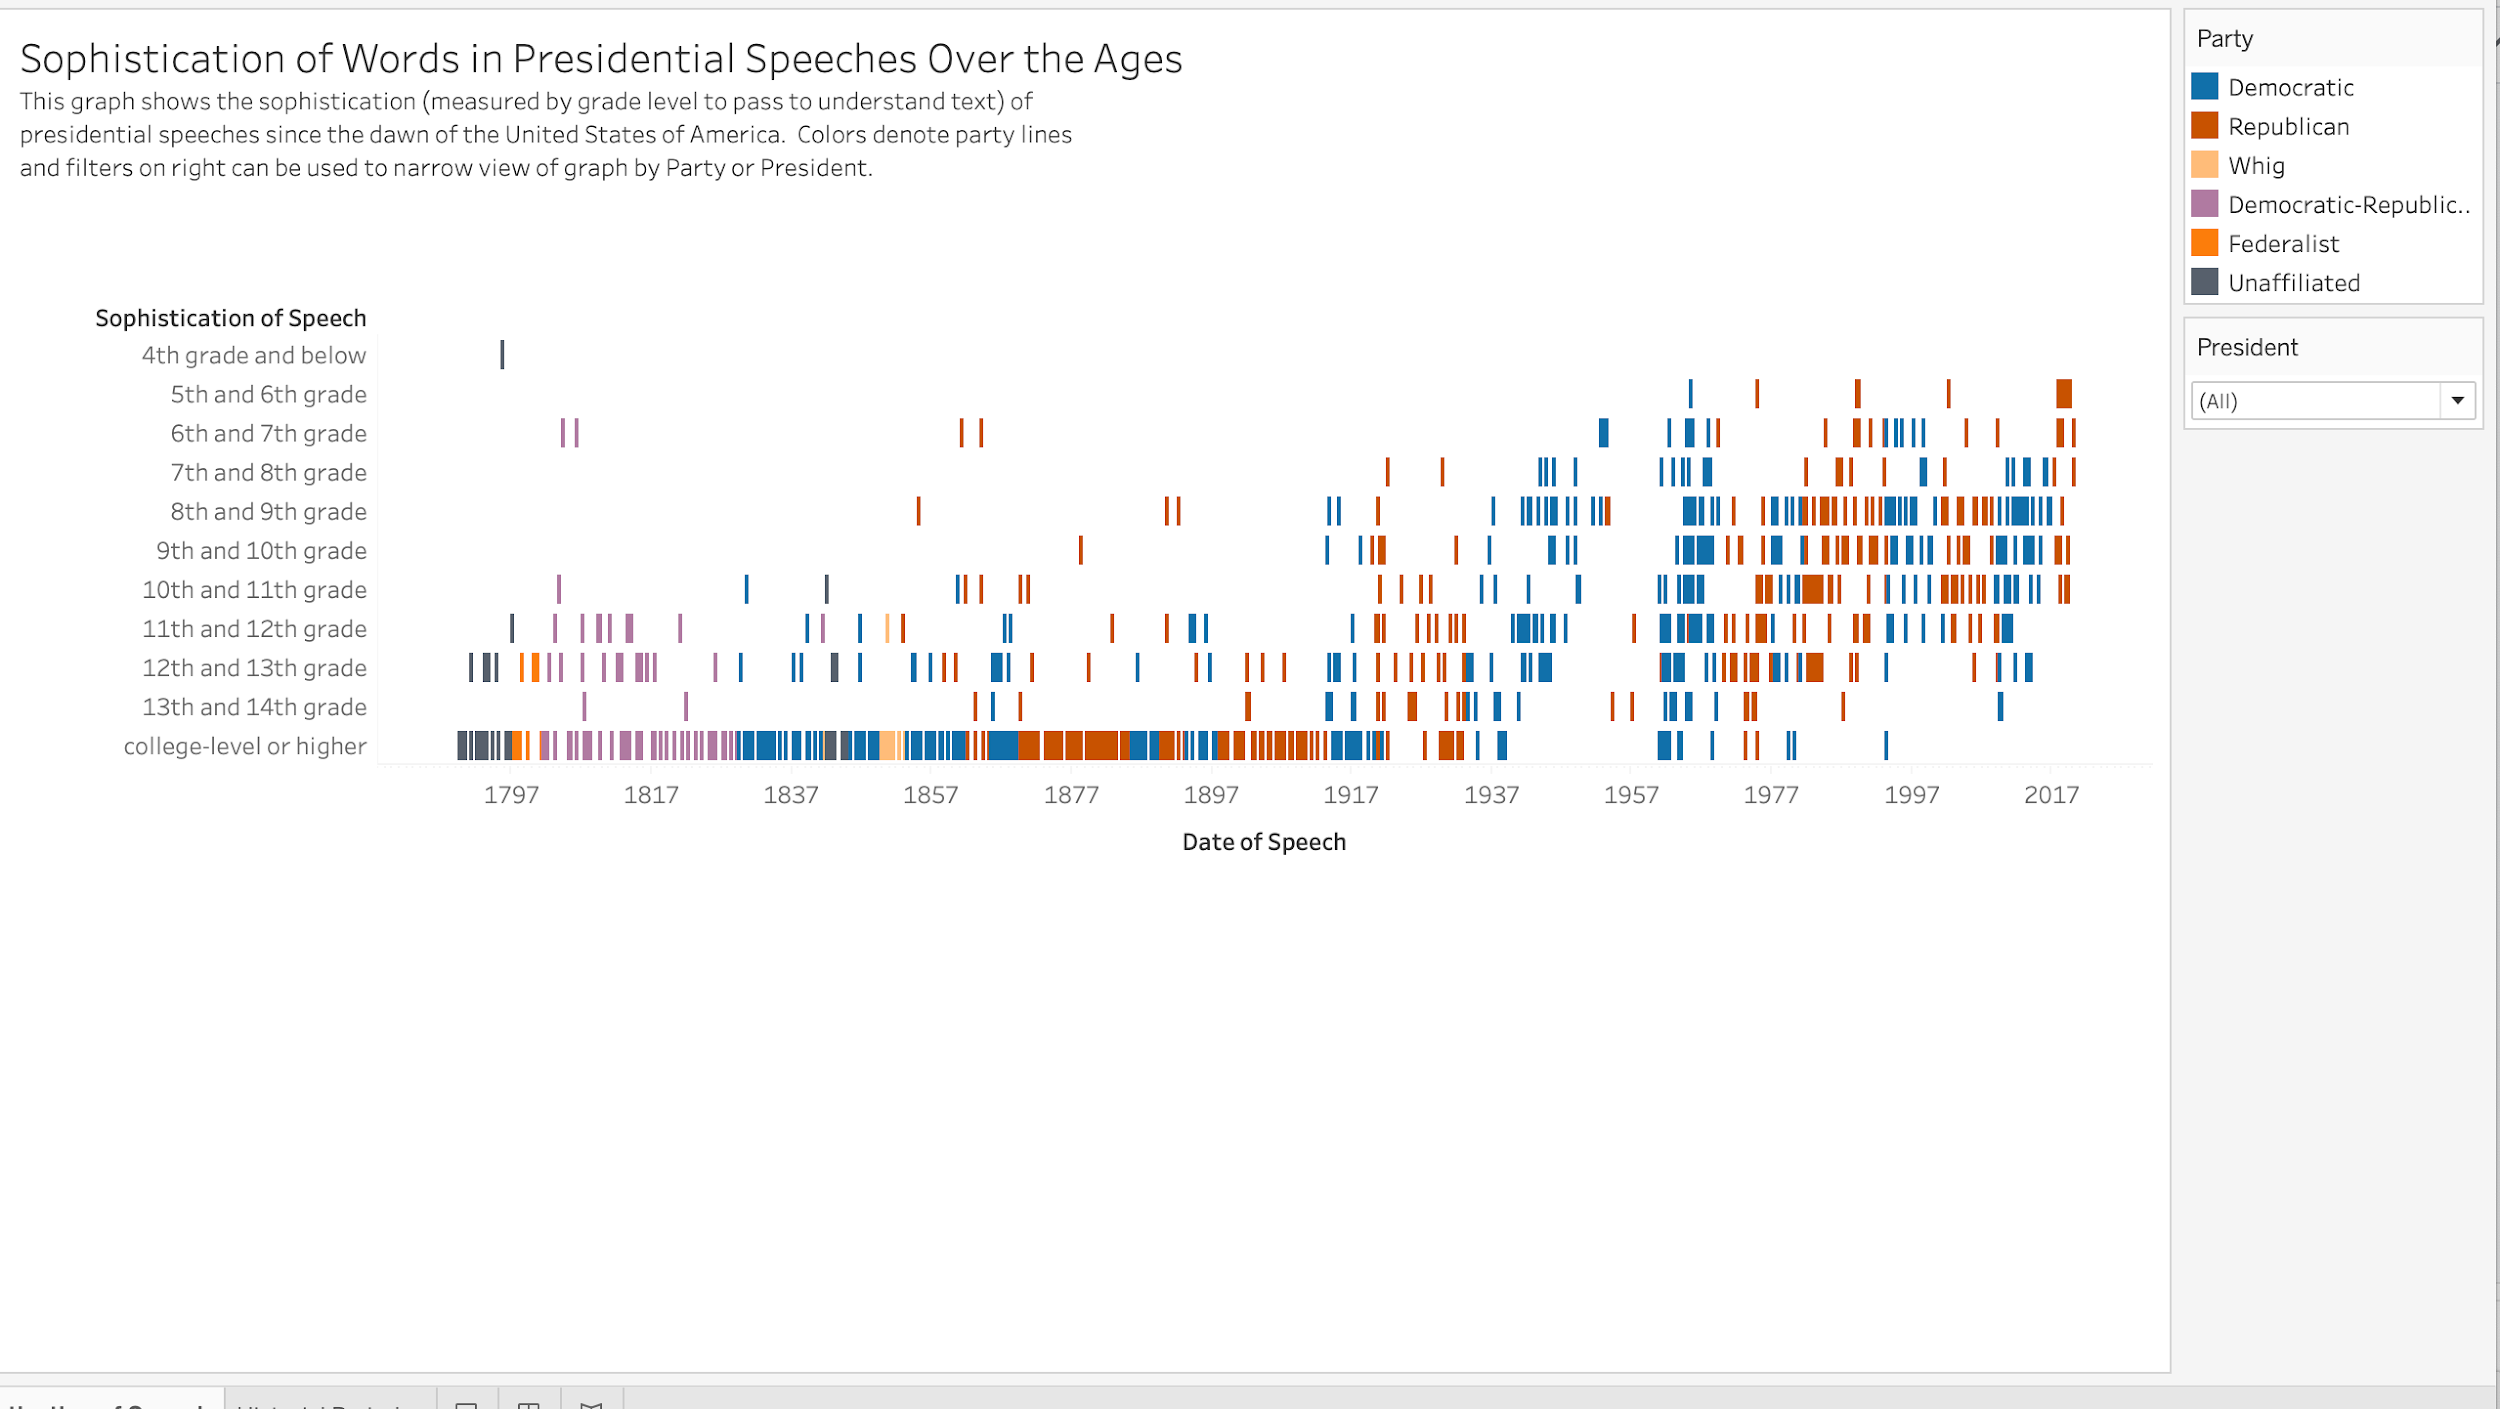 Sophistication of Words in Presidential Speeches Over the Ages
This graph shows the sophistication (measured by grade level to pass to understand text) of
presidential speeches since the dawn of the United States of America.  Colors denote party lines
and filters on right can be used to narrow view of graph by Party or President.
Party
Democratic
Republican
Whig
Democratic-Republic..
Federalist
Unaffiliated
President
(All)
Sophistication of Speech
4th grade and below
5th and 6th grade
6th and 7th grade
7th and 8th grade
8th and 9th grade
9th and 10th grade
10th and 11th grade
11th and 12th grade
12th and 13th grade
13th and 14th grade
college-level or higher
1797 1817 1837 1857 1877 1897 1917 1937 1957 1977 1997 2017
Date of Speech